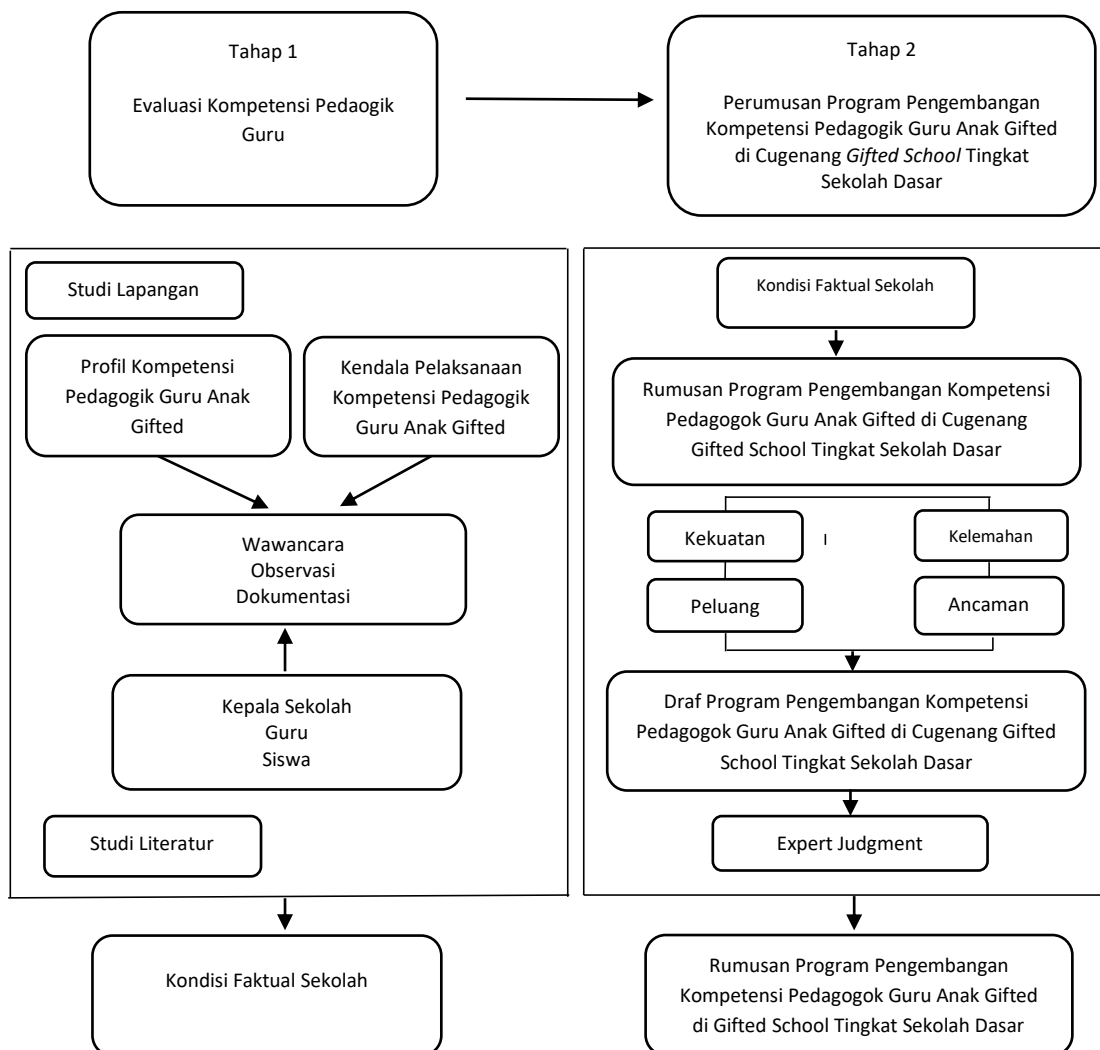 Tahap 1
Evaluasi Kompetensi Pedaogik
Guru
Tahap 2
Perumusan Program Pengembangan
Kompetensi Pedagogik Guru Anak Gifted
di Cugenang Gifted School Tingkat
Sekolah Dasar
Studi Lapangan
Profil Kompetensi
Pedagogik Guru Anak
Gifted
Kendala Pelaksanaan
Kompetensi Pedagogik
Guru Anak Gifted
Wawancara
Observasi
Dokumentasi
Kepala Sekolah
Guru
Siswa
Studi Literatur
Kondisi Faktual Sekolah
Kondisi Faktual Sekolah
Rumusan Program Pengembangan Kompetensi
Pedagogok Guru Anak Gifted di Cugenang
Gifted School Tingkat Sekolah Dasar
Kekuatan
Kelemahan
Peluang
Ancaman
Draf Program Pengembangan Kompetensi
Pedagogok Guru Anak Gifted di Cugenang Gifted
School Tingkat Sekolah Dasar
Expert Judgment
Rumusan Program Pengembangan
Kompetensi Pedagogok Guru Anak Gifted
di Gifted School Tingkat Sekolah Dasar